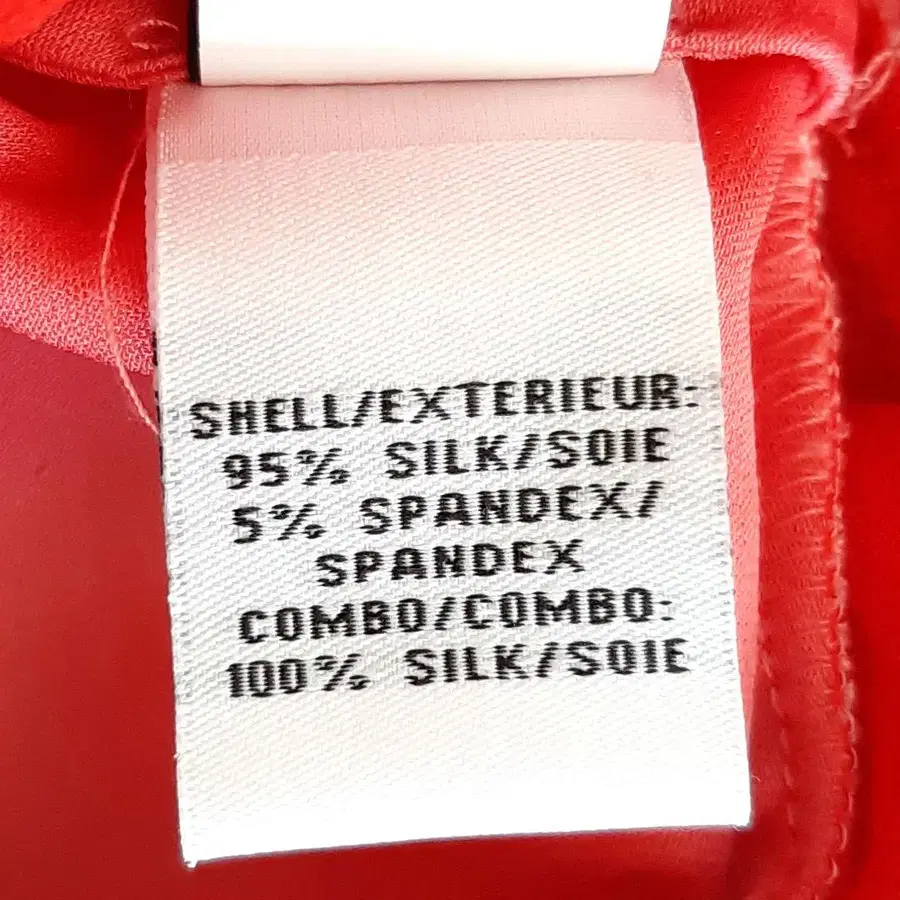 SHELL/EXTERIEUR:
95% SILK/SOIE
5% SPANDEX/
SPANDEX
COMBO/COMBO:
100% SILK/SOIE